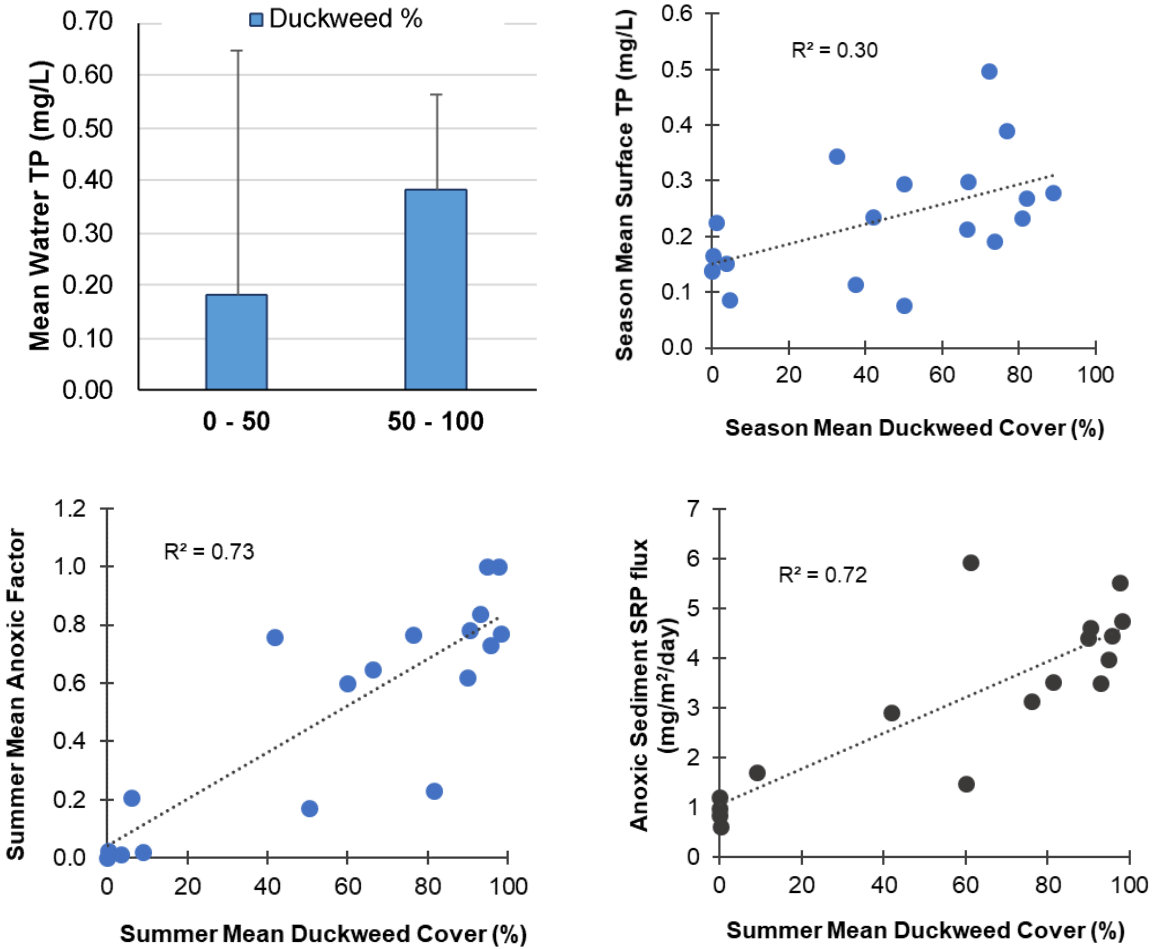 Duckweed %
Mean Watrer TP (mg/L)
0.70
0.60
0.50
0.40
0.30
0.20
0.10
0.00
0 - 50
50 - 100
Season Mean Surface TP (mg/L)
R² = 0.30
0.6
0.5
0.4
0.3
0.2
0.1
0.0
0 20 40 60 80 100
Season Mean Duckweed Cover (%)
Summer Mean Anoxic Factor
R² = 0.73
1.2
1.0
0.8
0.6
0.4
0.2
0.0
0 20 40 60 80 100
Summer Mean Duckweed Cover (%)
Anoxic Sediment SRP flux
(mg/m²/day)
R² = 0.72
7
6
5
4
3
2
1
0
0 20 40 60 80 100
Summer Mean Duckweed Cover (%)